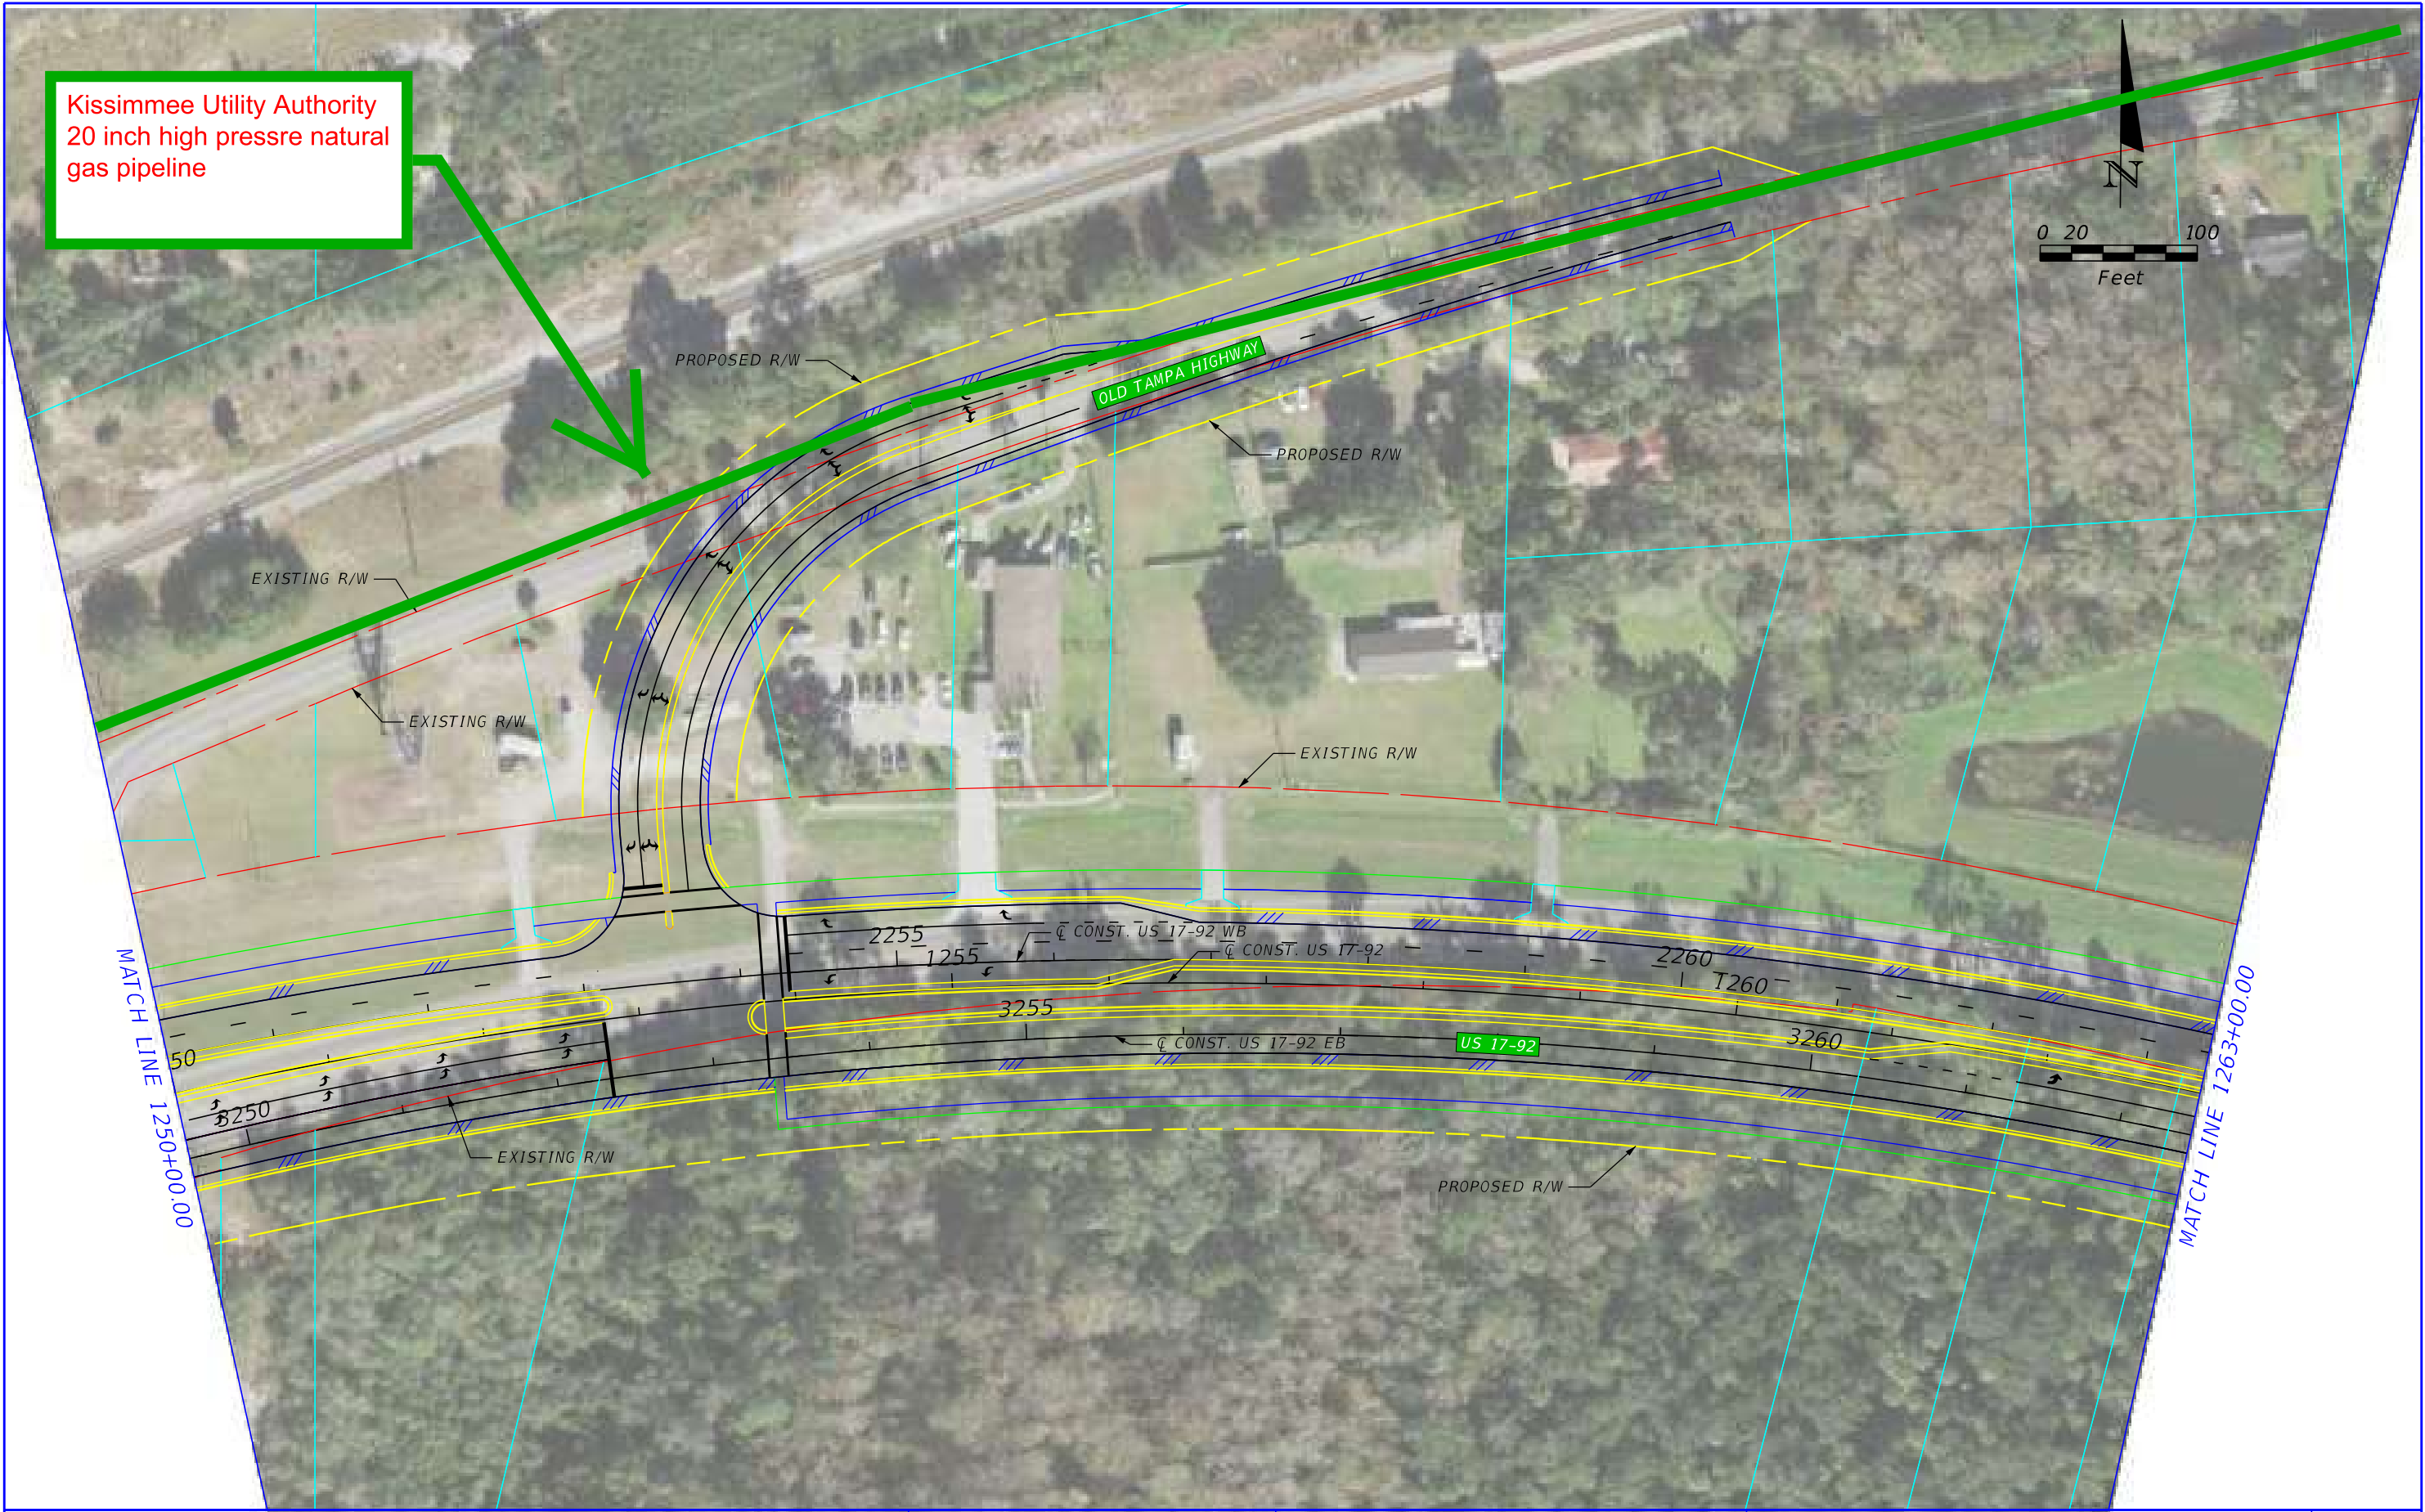 Kissimmee Utility Authority
20 inch high pressre natural
gas pipeline
N
0 20 100
Feet
PROPOSED R/W
OLD TAMPA HIGHWAY
PROPOSED R/W
EXISTING R/W
EXISTING R/W
EXISTING R/W
2255
℄ CONST. US 17-92 WB
1255
℄ CONST. US 17-92
2260
1260
3255
℄ CONST. US 17-92 EB
US 17-92
3260
50
3250
EXISTING R/W
PROPOSED R/W
MATCH LINE 1250+00.00
MATCH LINE 1263+00.00